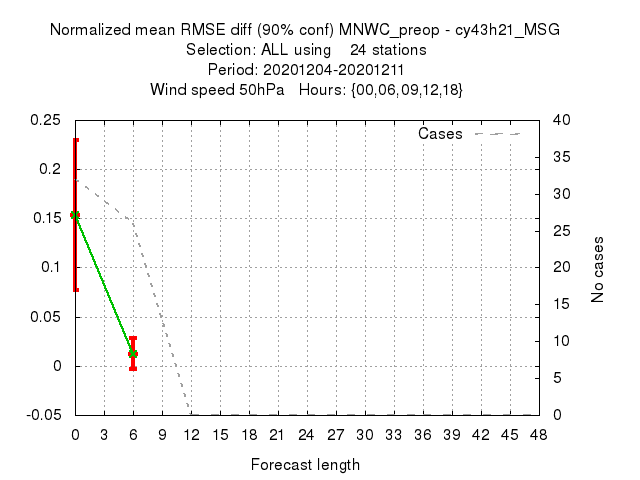 Normalized mean RMSE diff (90% conf) MNWC_preop - cy43h21_MSG
Selection: ALL using    24 stations
Period: 20201204-20201211
Wind speed 50hPa   Hours: {00,06,09,12,18}
0.25
0.2
0.15
0.1
0.05
0
-0.05
Cases
40
35
30
25
20
15
10
5
0
No cases
0 3 6 9 12 15 18 21 24 27 30 33 36 39 42 45 48
Forecast length